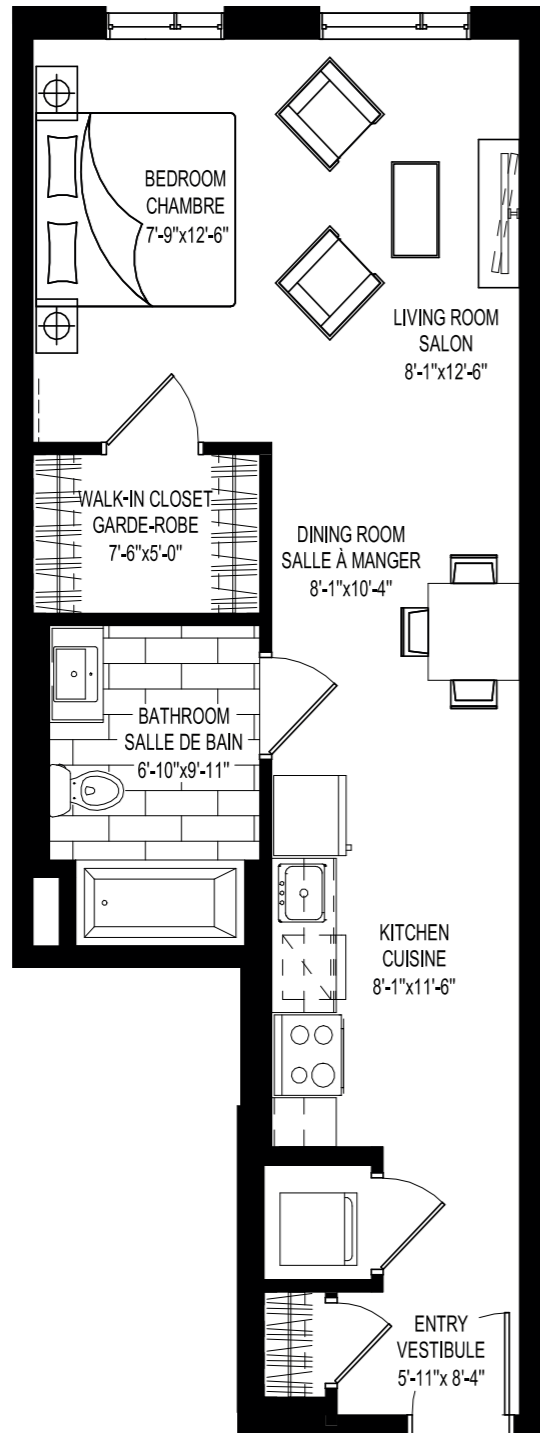 BEDROOM
CHAMBRE
7'-9"x12'-6"
LIVING ROOM
SALON
8'-1"x12'-6"
WALK-IN CLOSET
GARDE-ROBE
7'-6"x5'-0"
DINING ROOM
SALLE À MANGER
8'-1"x10'-4"
BATHROOM
SALLE DE BAIN
6'-10"x9'-11"
KITCHEN
CUISINE
8'-1"x11'-6"
ENTRY
VESTIBULE
5'-11"x 8'-4"